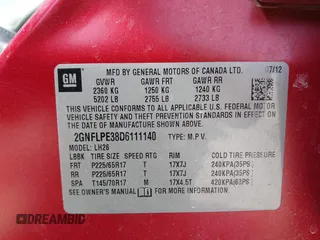 GM
MFD BY GENERAL MOTORS OF CANADA LTD.
07/12
GVWR GAWR FRT GAWR RR
2360 KG 1250 KG 1240 KG
5202 LB 2755 LB 2733 LB
THIS VEHICLE CONFORMS TO ALL APPLICABLE U.S. FEDERAL MOTOR
VEHICLE SAFETY AND THEFT PREVENTION STANDARDS IN
EFFECT ON THE DATE OF MANUFACTURE SHOWN ABOVE.
2GNFLPE38D6111140 TYPE: M.P.V.
MODEL: LH26
TIRE SIZE SPEED RTG RIM COLD TIRE PRESSURE
FRT P225/65R17 T 17X7J 240KPA(35PSI)
RR P225/65R17 T 17X7J 240KPA(35PSI)
SPA T145/70R17 M 17X4.5T 420KPA(60PSI)
SEE OWNER'S MANUAL FOR MORE INFORMATION.
DREAMBID